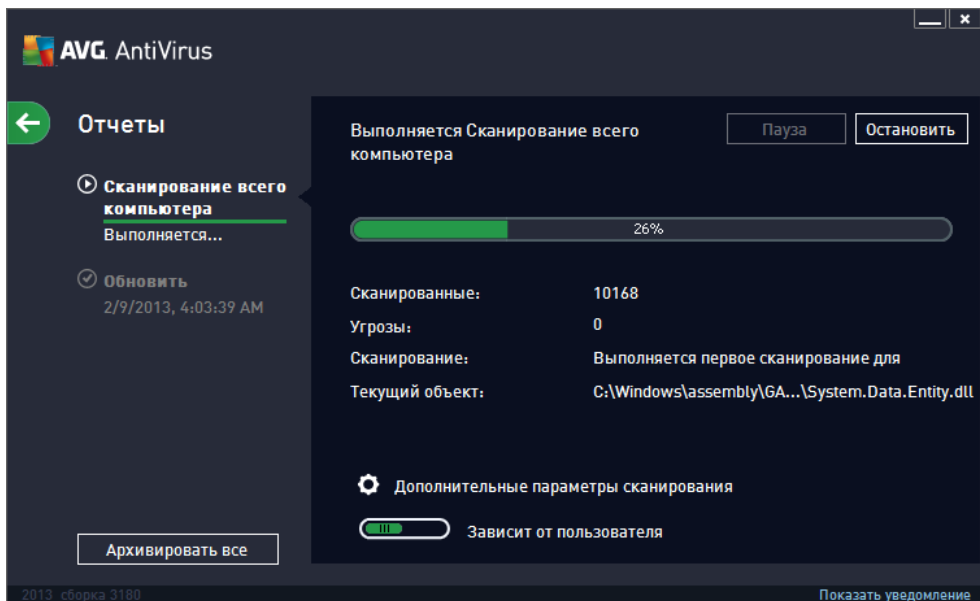 AVG. AntiVirus
Отчеты
Сканирование всего
компьютера
Выполняется...
Обновить
2/9/2013, 4:03:39 AM
Архивировать все
Выполняется Сканирование всего
компьютера
Пауза
Остановить
26%
Сканированные: 10168
Угрозы: 0
Сканирование: Выполняется первое сканирование для
Текущий объект: C:\Windows\assembly\GA...\System.Data.Entity.dll
Дополнительные параметры сканирования
Зависит от пользователя
2013 сборка 3180
Показать уведомление